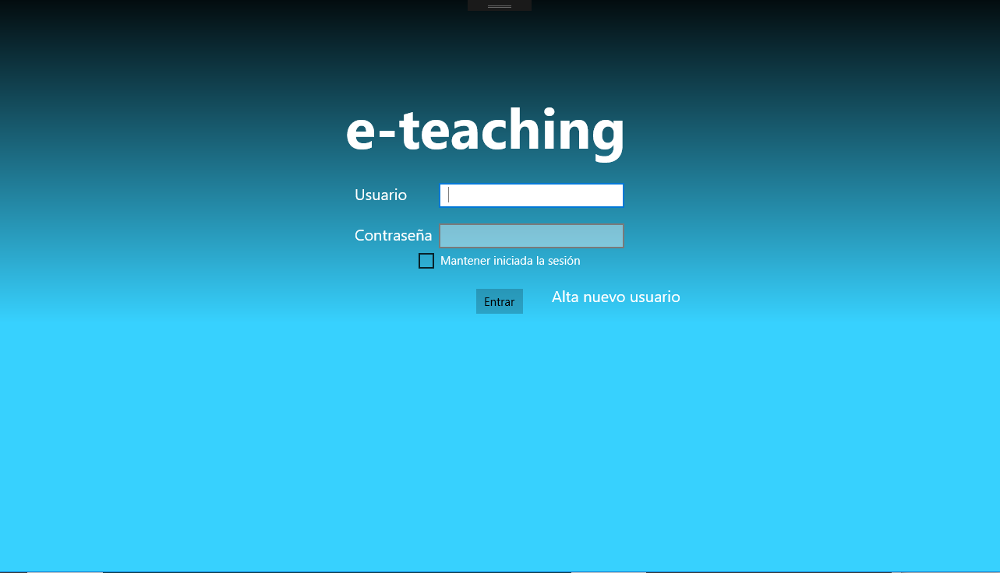 e-teaching
Usuario
Contraseña
Mantener iniciada la sesión
Entrar
Alta nuevo usuario